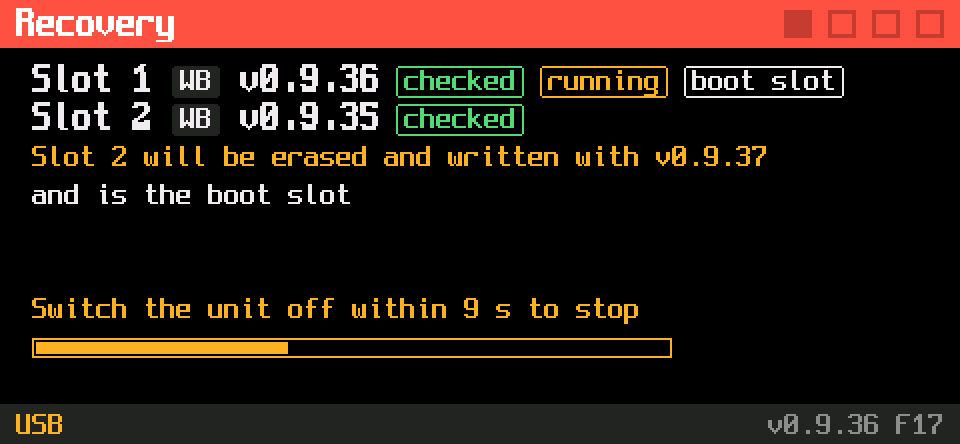 Recovery
Slot 1 WB v0.9.36 checked running boot slot
Slot 2 WB v0.9.35 checked
Slot 2 will be erased and written with v0.9.37
and is the boot slot
Switch the unit off within 9 s to stop
USB v0.9.36 F17